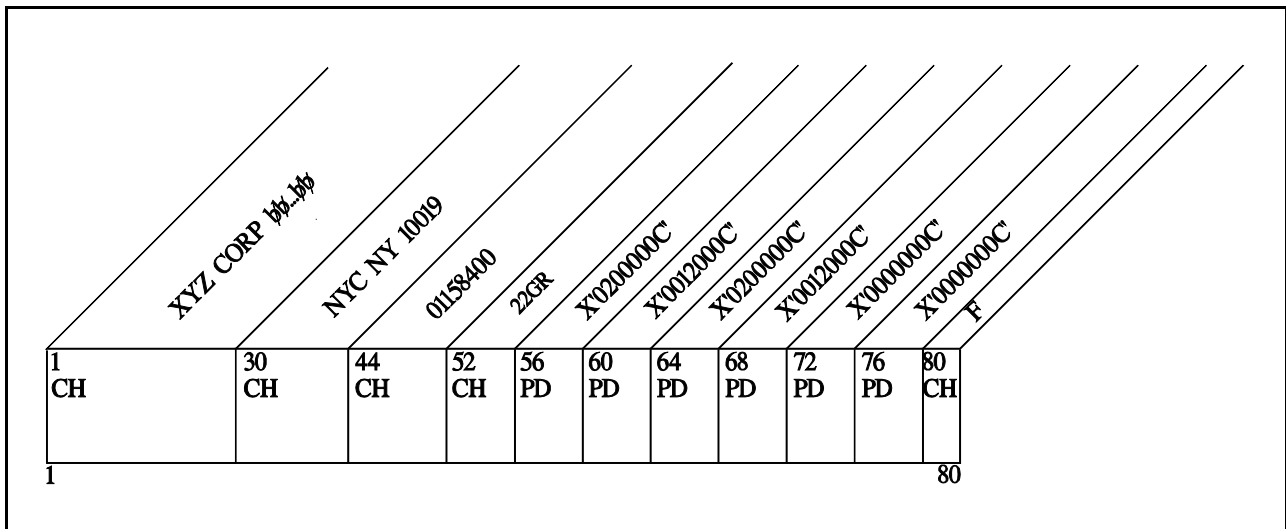 XYZ CORP b̸b̸...b̸b̸
NYC NY 10019
01158400
22GR
X'0200000C'
X'0012000C'
X'0200000C'
X'0012000C'
X'0000000C'
X'0000000C'
F
1 30 44 52 56 60 64 68 72 76 80
CH CH CH CH PD PD PD PD PD PD CH
1 80